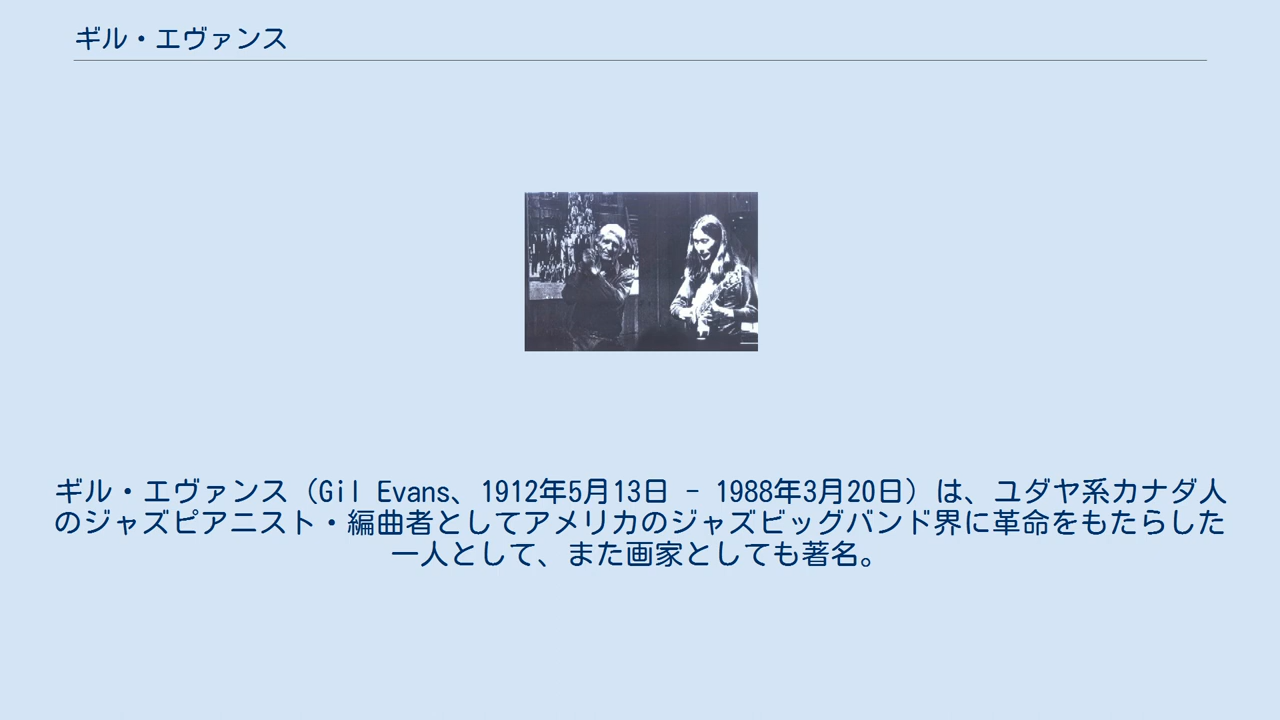 ギル・エヴァンス
ギル・エヴァンス（Gil Evans、1912年5月13日 - 1988年3月20日）は、ユダヤ系カナダ人
のジャズピアニスト・編曲者としてアメリカのジャズビッグバンド界に革命をもたらした
一人として、また画家としても著名。